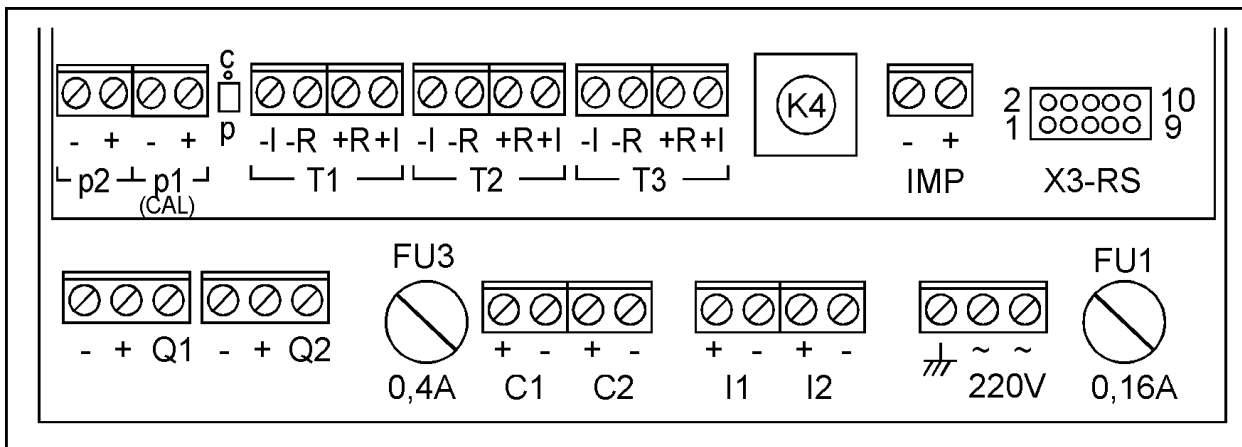 C
K4
2 10
1 9
- + - + p -I -R +R+I -I -R +R+I -I -R +R+I - +
p2 p1 T1 T2 T3 IMP X3-RS
(CAL)
FU3 FU1
- + Q1 - + Q2 + - + - + - + - ~ ~
0,4A C1 C2 I1 I2 220V 0,16A